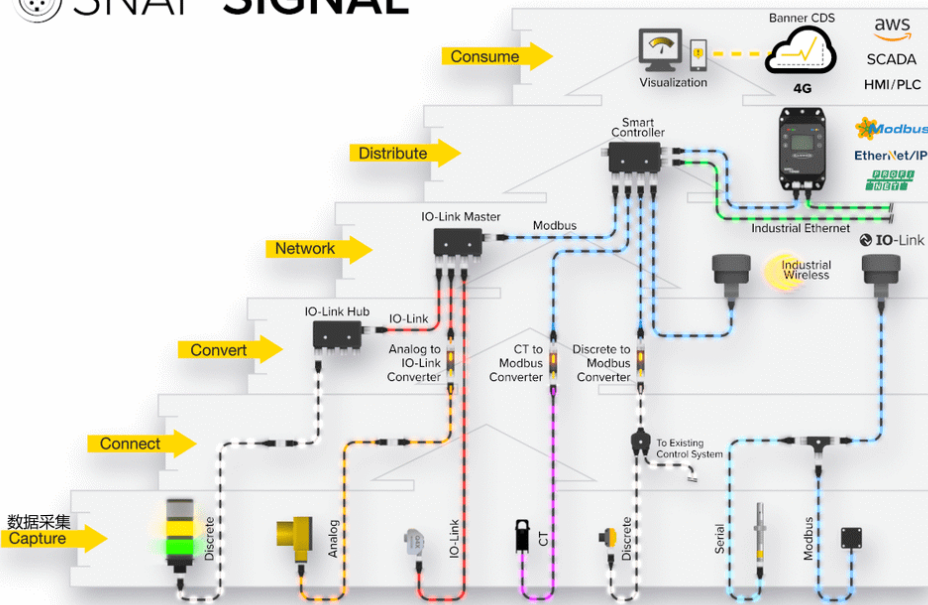 SNAP SIGNAL
Banner CDS
aws
Consume
SCADA
Visualization
4G
HMI/PLC
Smart
Controller
Modbus
Distribute
EtherNet/IP
PROFI
NET
IO-Link Master
Modbus
Industrial Ethernet
IO-Link
Network
Industrial
Wireless
IO-Link Hub
IO-Link
Convert
Analog to
IO-Link
Converter
CT to
Modbus
Converter
Discrete to
Modbus
Converter
Connect
To Existing
Control System
数据采集
Capture
Discrete
Analog
IO-Link
CT
Discrete
Serial
Modbus